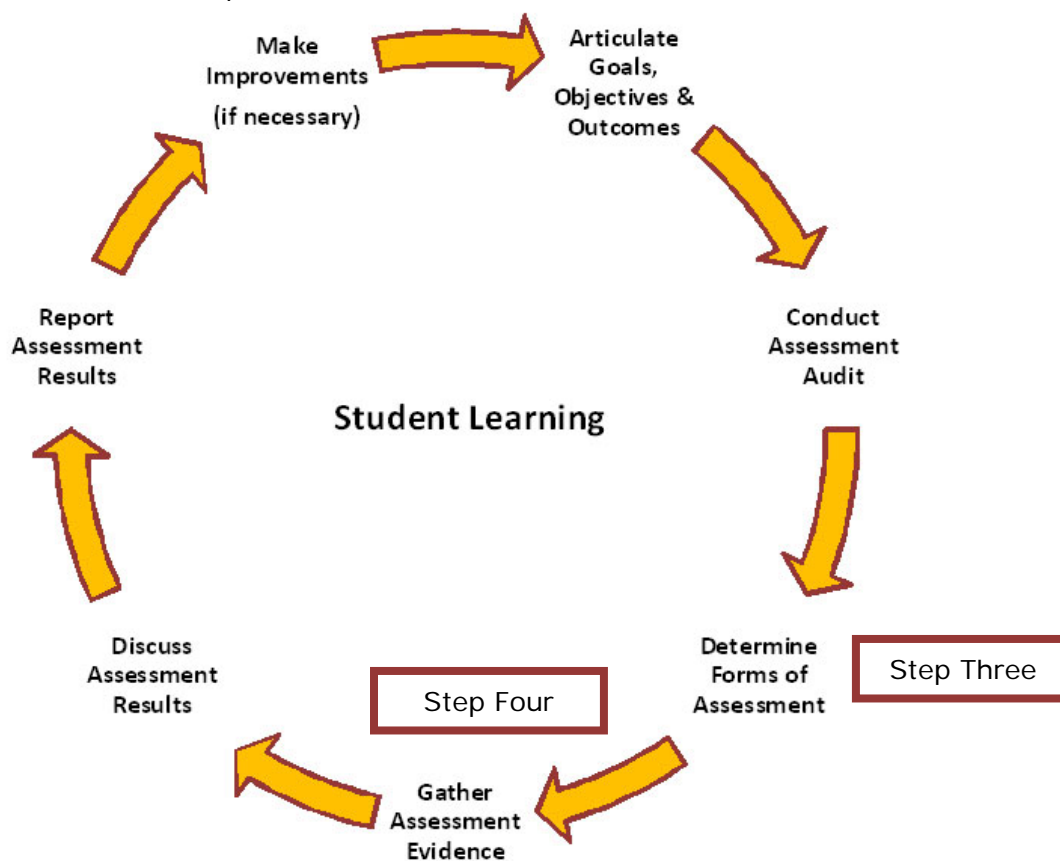 Make
Improvements
(if necessary)
Articulate
Goals,
Objectives &
Outcomes
Conduct
Assessment
Audit
Determine
Forms of
Assessment
Step Three
Step Four
Gather
Assessment
Evidence
Discuss
Assessment
Results
Report
Assessment
Results
Student Learning